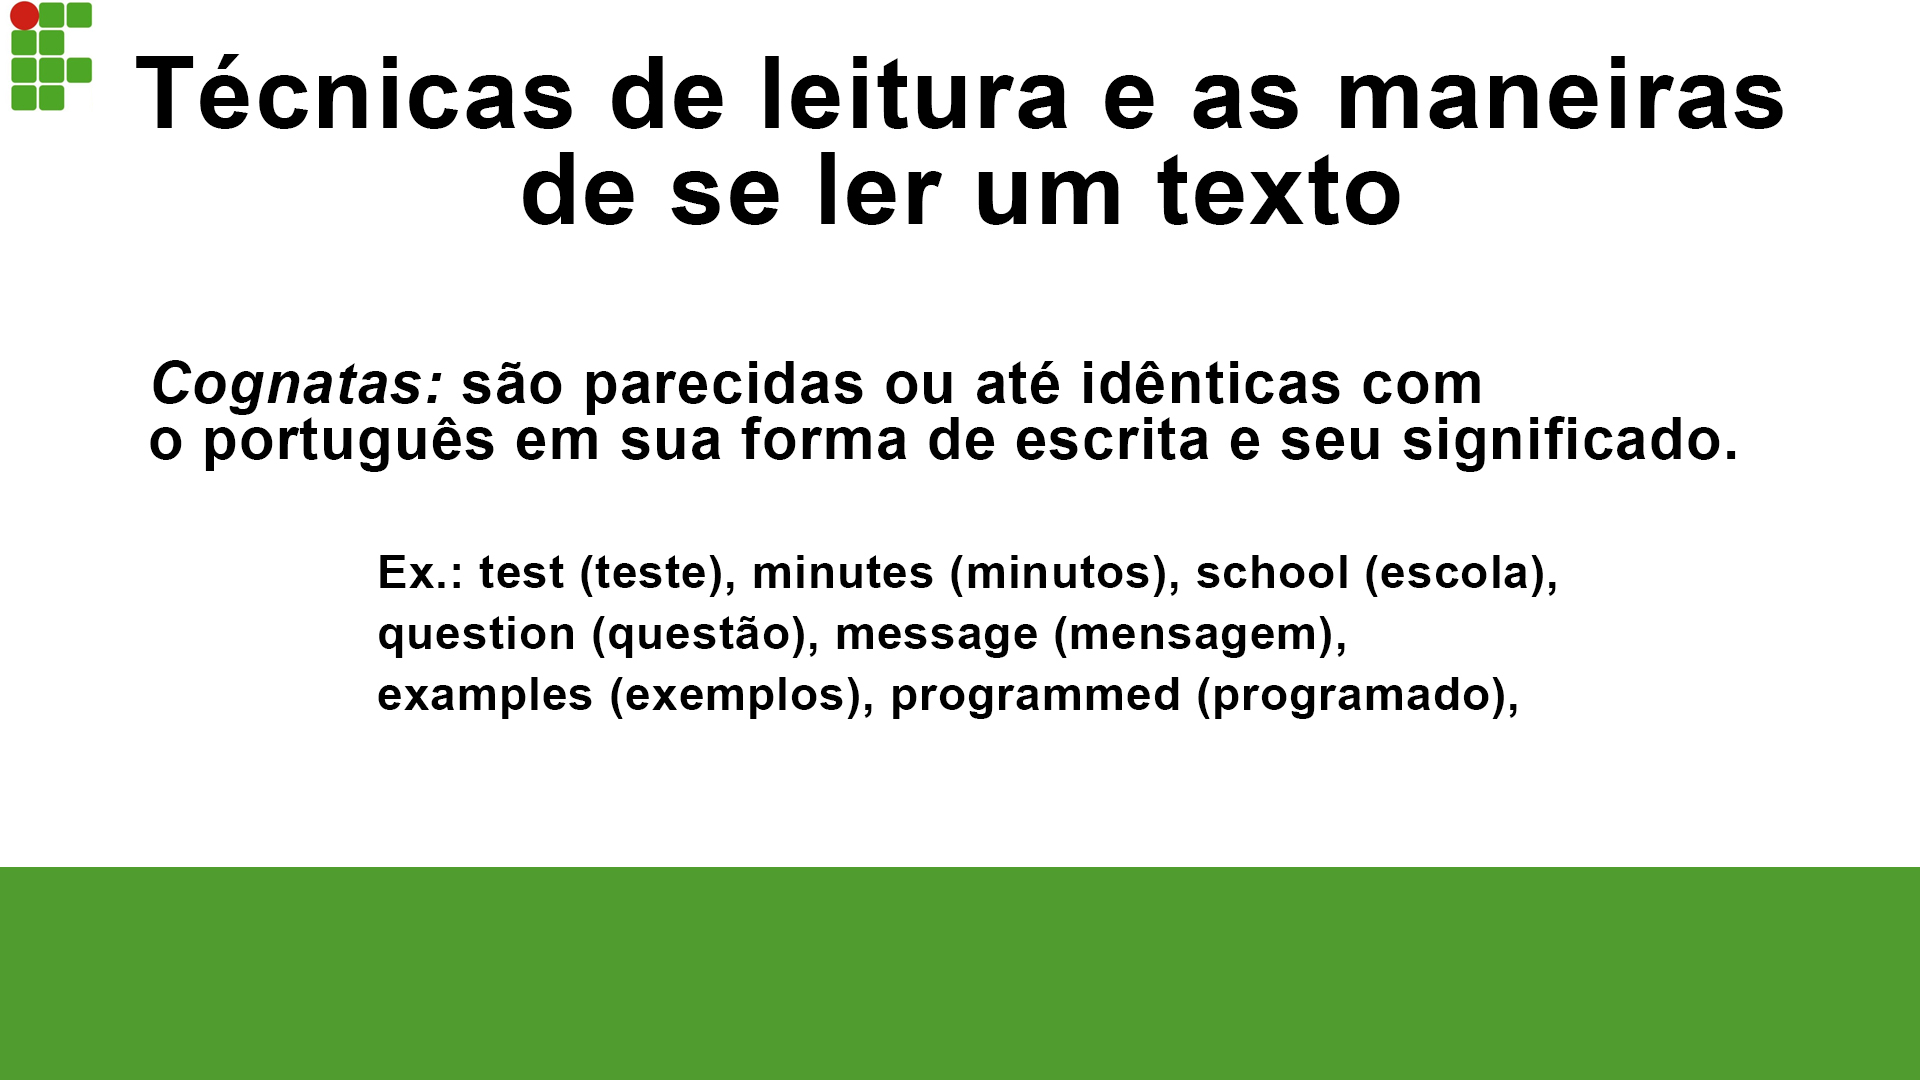 Técnicas de leitura e as maneiras
de se ler um texto
Cognatas: são parecidas ou até idênticas com
o português em sua forma de escrita e seu significado.
Ex.: test (teste), minutes (minutos), school (escola),
question (questão), message (mensagem),
examples (exemplos), programmed (programado),